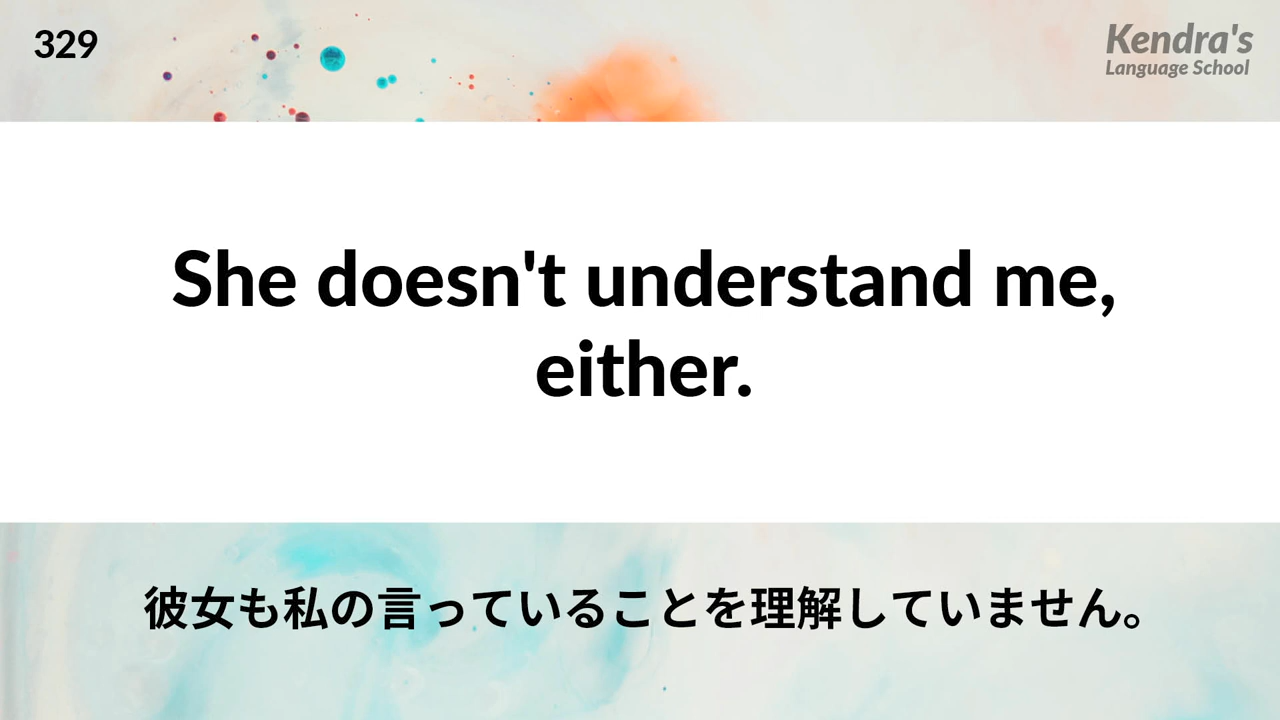 329
Kendra's
Language School
She doesn't understand me,
either.
彼女も私の言っていることを理解していません。